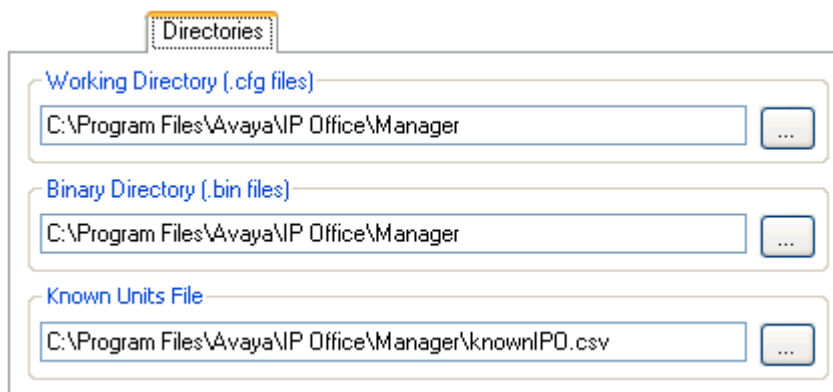 Directories
Working Directory (.cfg files)
C:\Program Files\Avaya\IP Office\Manager
...
Binary Directory (.bin files)
C:\Program Files\Avaya\IP Office\Manager
...
Known Units File
C:\Program Files\Avaya\IP Office\Manager\knownIPO.csv
...